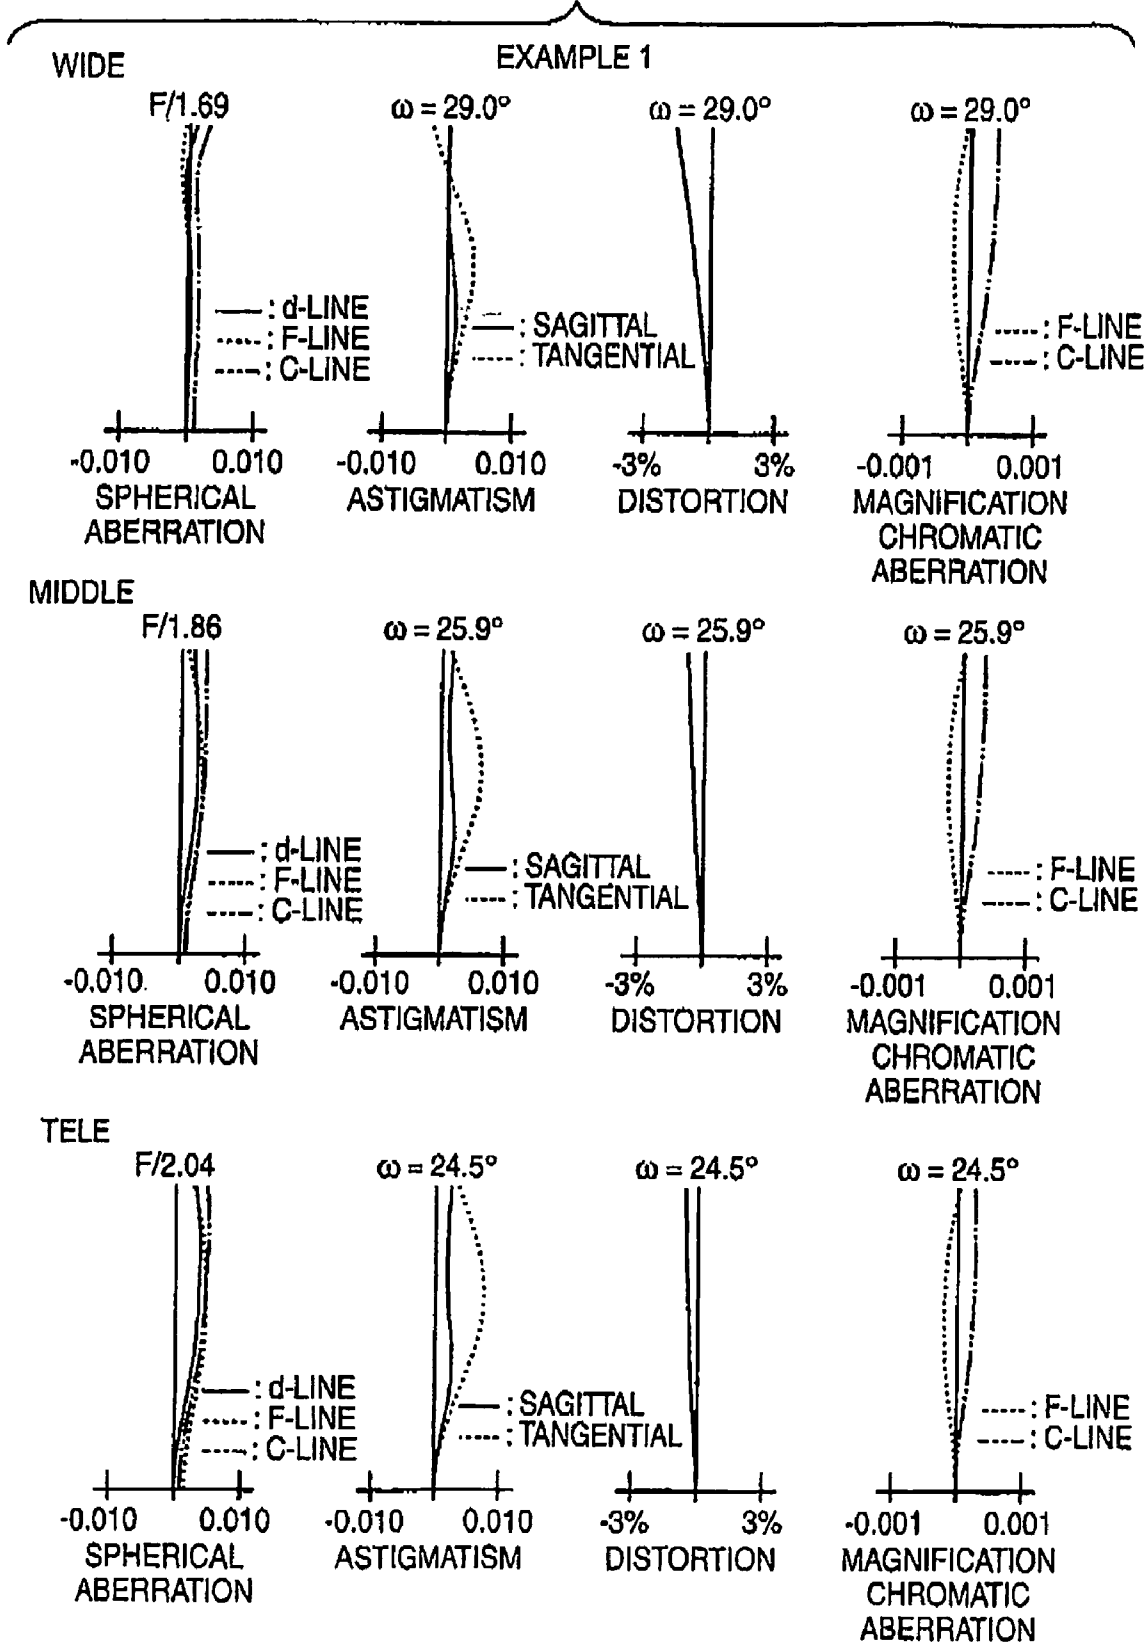 EXAMPLE 1
WIDE
F/1.69
ω = 29.0°
ω = 29.0°
ω = 29.0°
: d-LINE
: F-LINE
: C-LINE
: SAGITTAL
: TANGENTIAL
: F-LINE
: C-LINE
-0.010 0.010
-0.010 0.010
-3% 3%
-0.001 0.001
SPHERICAL
ABERRATION
ASTIGMATISM
DISTORTION
MAGNIFICATION
CHROMATIC
ABERRATION
MIDDLE
F/1.86
ω = 25.9°
ω = 25.9°
ω = 25.9°
: d-LINE
: F-LINE
: C-LINE
: SAGITTAL
: TANGENTIAL
: F-LINE
: C-LINE
-0.010 0.010
-0.010 0.010
-3% 3%
-0.001 0.001
SPHERICAL
ABERRATION
ASTIGMATISM
DISTORTION
MAGNIFICATION
CHROMATIC
ABERRATION
TELE
F/2.04
ω = 24.5°
ω = 24.5°
ω = 24.5°
: d-LINE
: F-LINE
: C-LINE
: SAGITTAL
: TANGENTIAL
: F-LINE
: C-LINE
-0.010 0.010
-0.010 0.010
-3% 3%
-0.001 0.001
SPHERICAL
ABERRATION
ASTIGMATISM
DISTORTION
MAGNIFICATION
CHROMATIC
ABERRATION